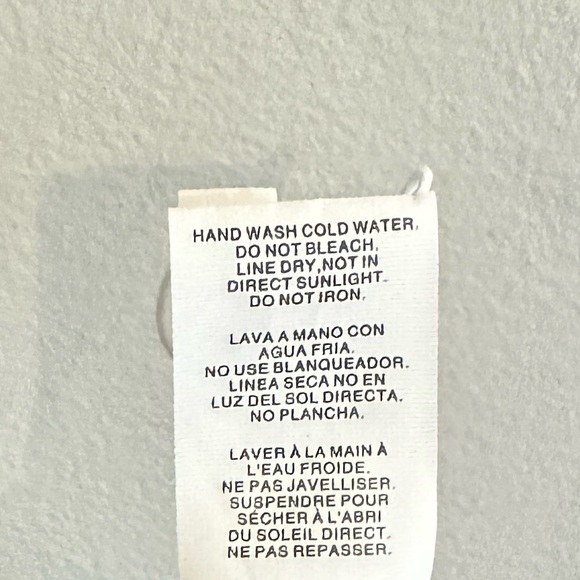 HAND WASH COLD WATER.
DO NOT BLEACH.
LINE DRY,NOT IN
DIRECT SUNLIGHT.
DO NOT IRON.
LAVA A MANO CON
AGUA FRIA.
NO USE BLANQUEADOR.
LINEA SECA NO EN
LUZ DEL SOL DIRECTA.
NO PLANCHA.
LAVER À LA MAIN À
L'EAU FROIDE.
NE PAS JAVELLISER.
SUSPENDRE POUR
SÉCHER À L'ABRI
DU SOLEIL DIRECT.
NE PAS REPASSER.